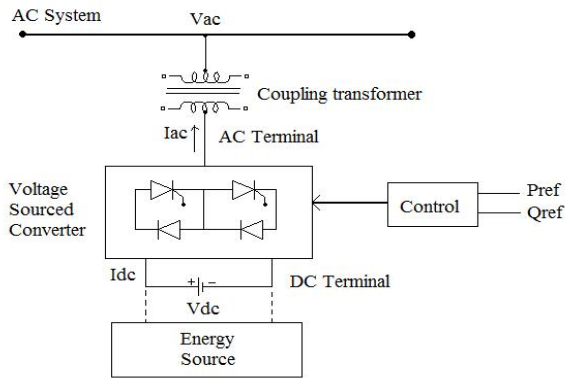 AC System
Vac
Coupling transformer
Iac
AC Terminal
Voltage
Sourced
Converter
Control
Pref
Qref
Idc
+
−
DC Terminal
Vdc
Energy
Source